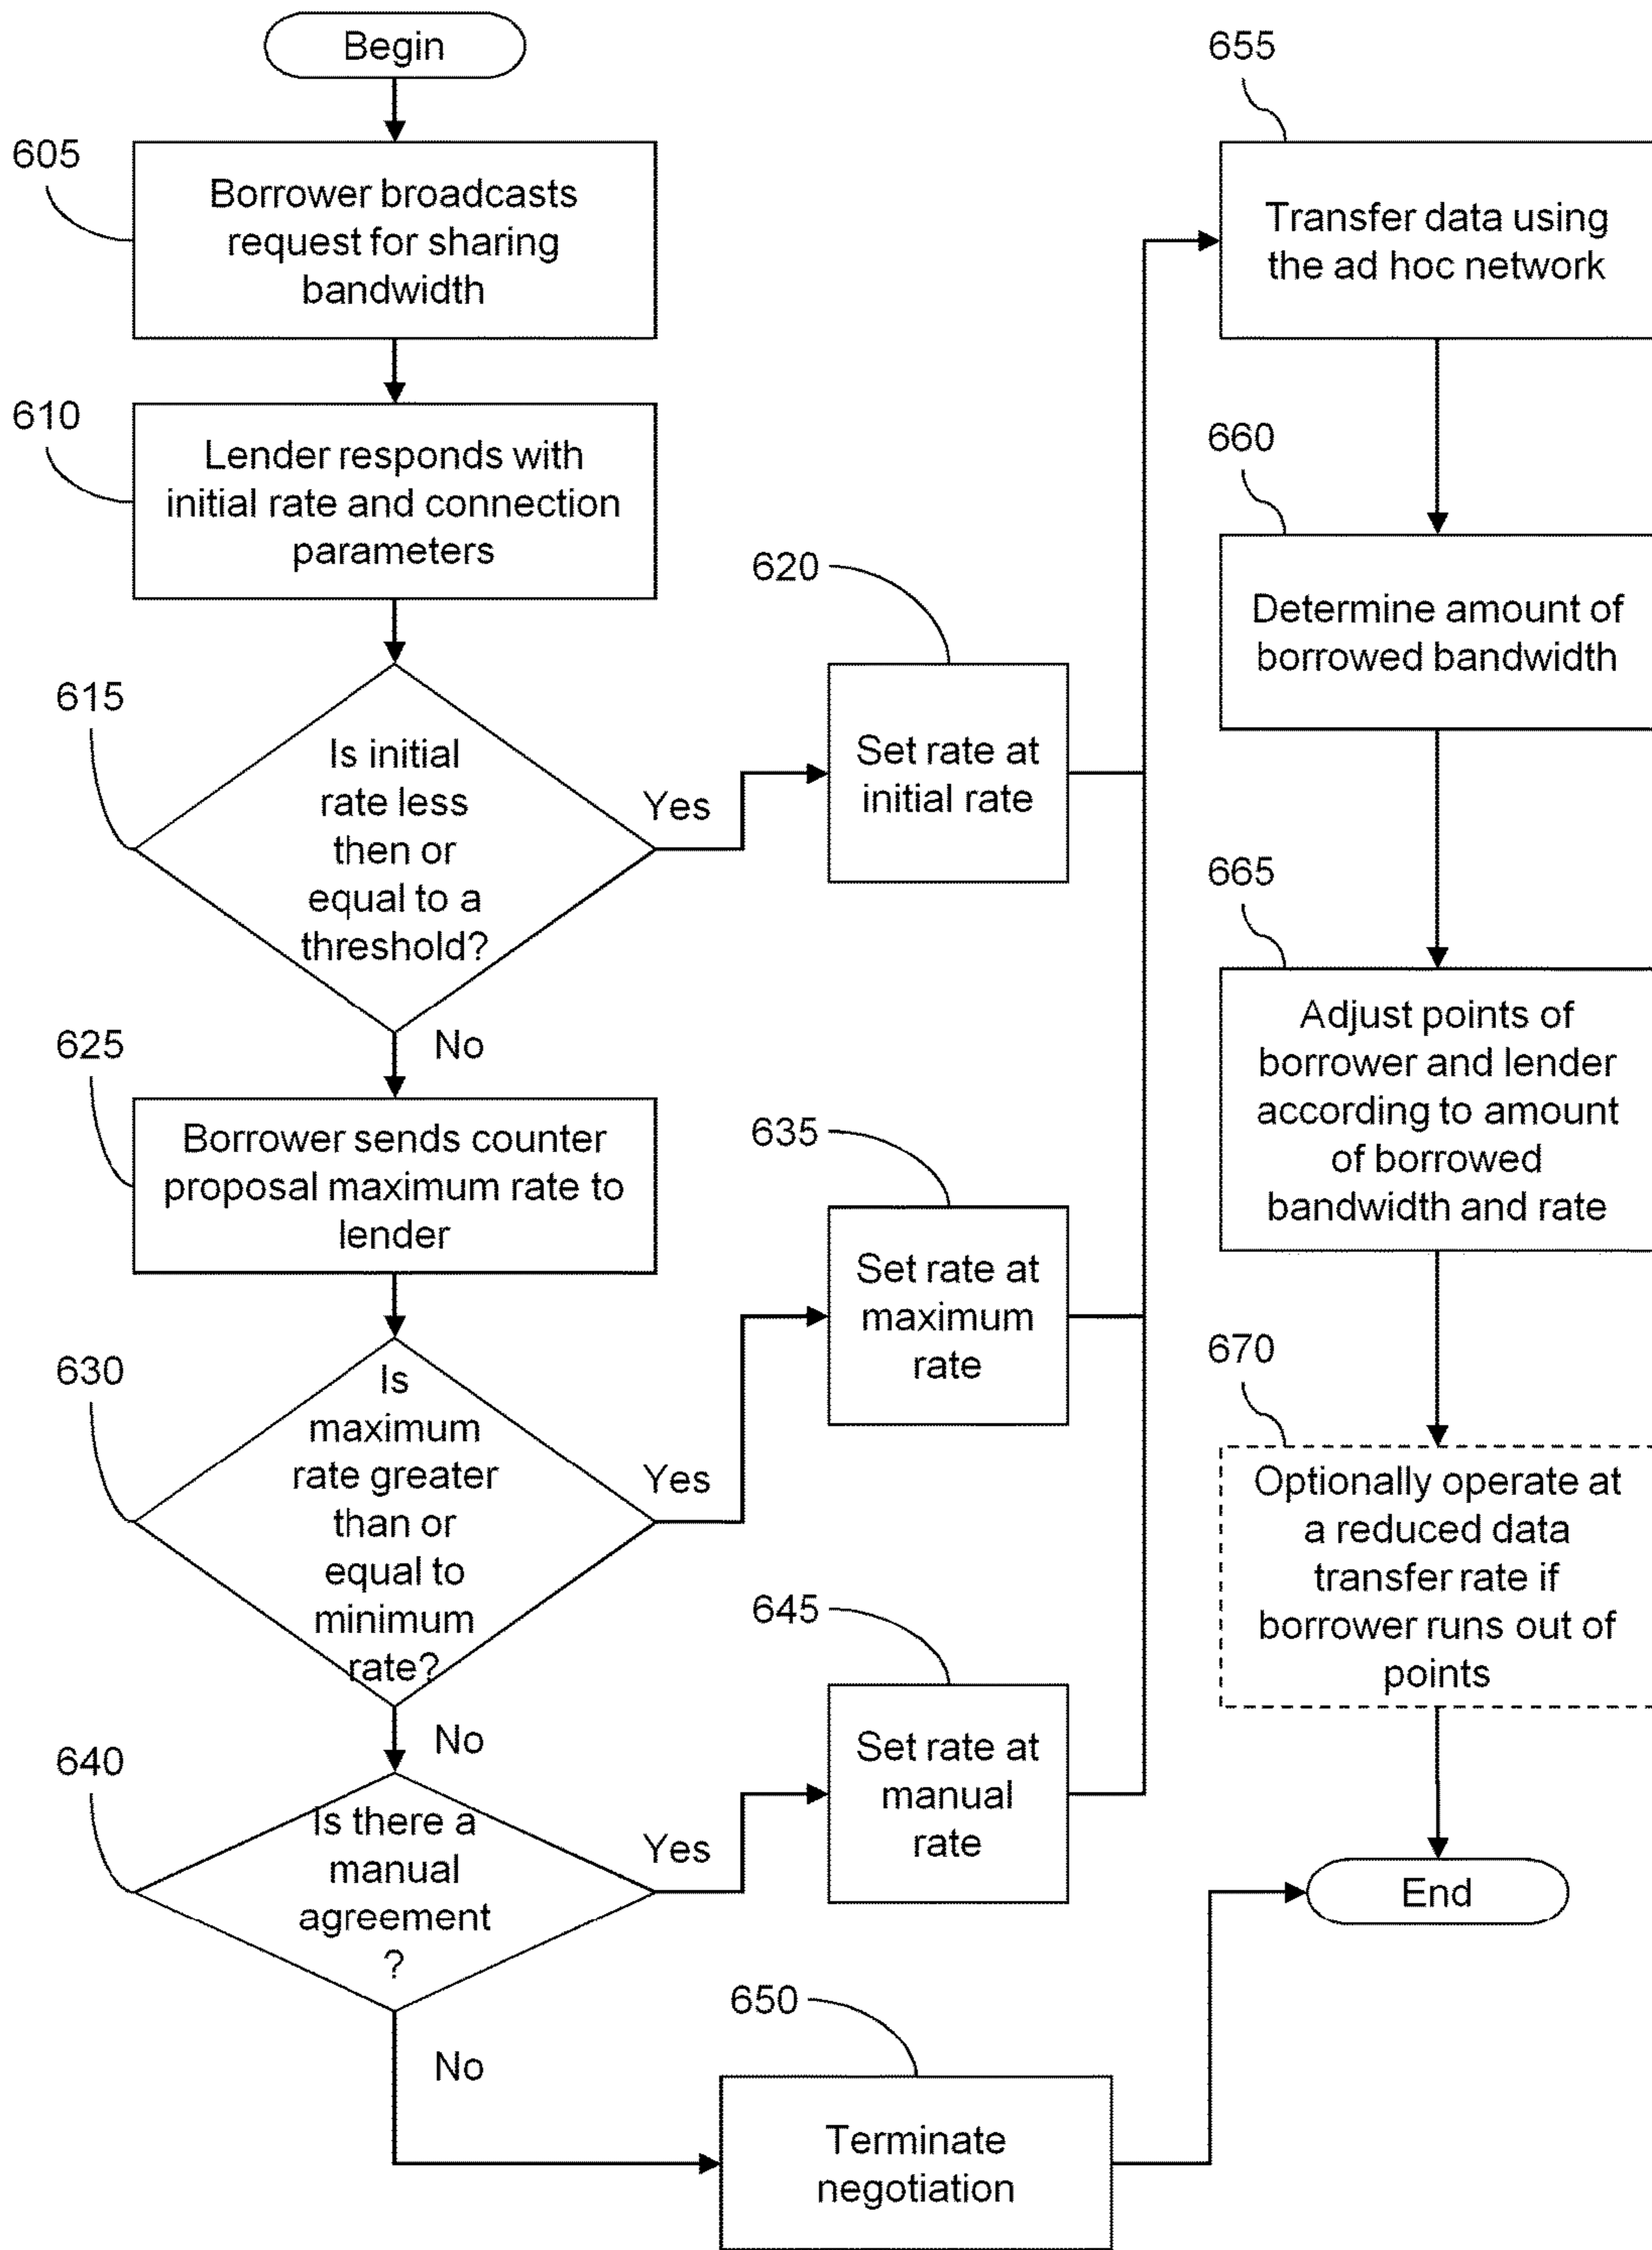 Begin
605
Borrower broadcasts
request for sharing
bandwidth
610
Lender responds with
initial rate and connection
parameters
615
Is initial
rate less
then or
equal to a
threshold?
Yes
No
620
Set rate at
initial rate
625
Borrower sends counter
proposal maximum rate to
lender
630
Is
maximum
rate greater
than or
equal to
minimum
rate?
Yes
No
635
Set rate at
maximum
rate
640
Is there a
manual
agreement
?
Yes
No
645
Set rate at
manual
rate
650
Terminate
negotiation
655
Transfer data using
the ad hoc network
660
Determine amount of
borrowed bandwidth
665
Adjust points of
borrower and lender
according to amount
of borrowed
bandwidth and rate
670
Optionally operate at
a reduced data
transfer rate if
borrower runs out of
points
End